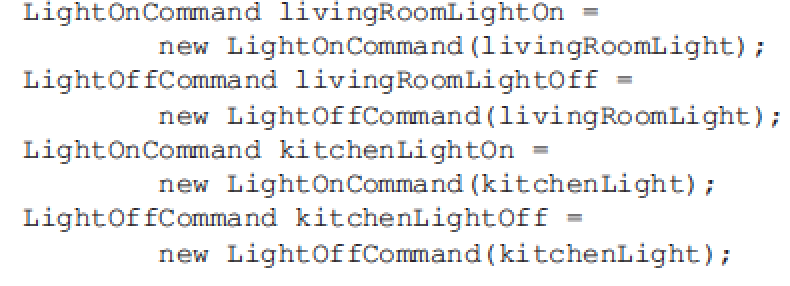 LightOnCommand livingRoomLightOn =
new LightOnCommand(livingRoomLight);
LightOffCommand livingRoomLightOff =
new LightOffCommand(livingRoomLight);
LightOnCommand kitchenLightOn =
new LightOnCommand(kitchenLight);
LightOffCommand kitchenLightOff =
new LightOffCommand(kitchenLight);